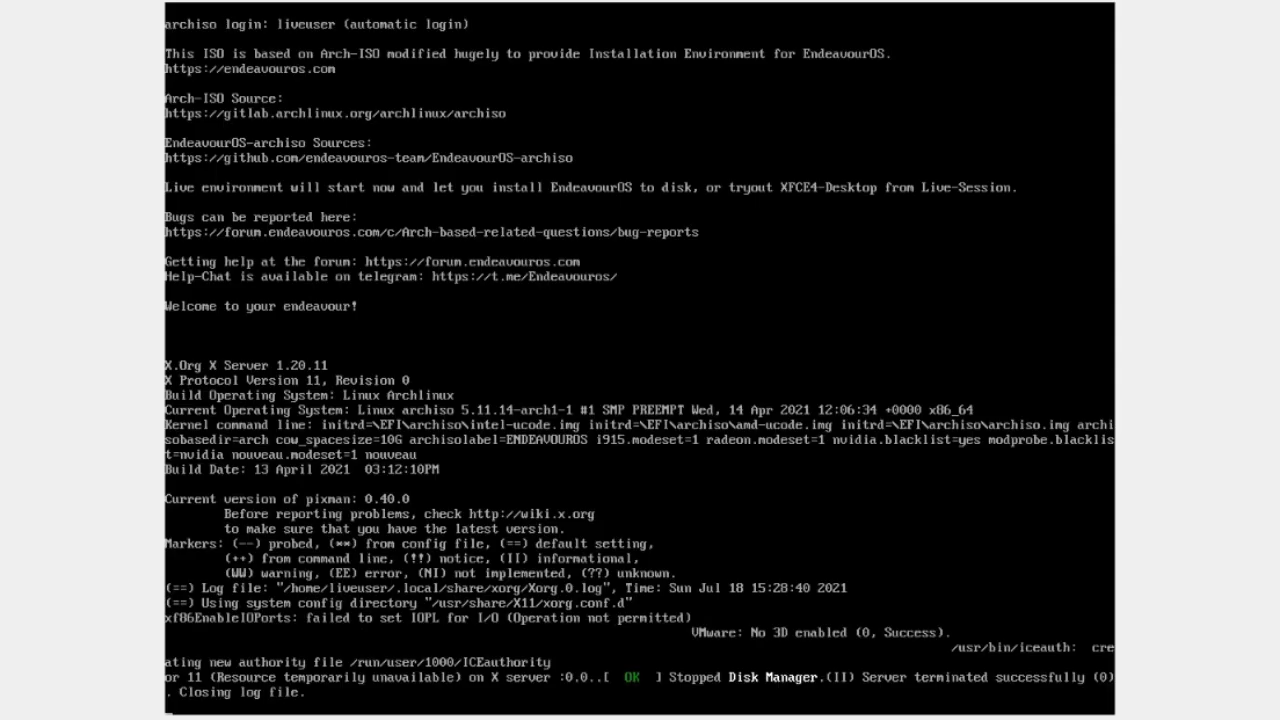 archiso login: liveuser (automatic login)
This ISO is based on Arch-ISO modified hugely to provide Installation Environment for EndeavourOS.
https://endeavouros.com
Arch-ISO Source:
https://gitlab.archlinux.org/archlinux/archiso
EndeavourOS-archiso Sources:
https://github.com/endeavouros-team/EndeavourOS-archiso
Live environment will start now and let you install EndeavourOS to disk, or tryout XFCE4-Desktop from Live-Session.
Bugs can be reported here:
https://forum.endeavouros.com/c/Arch-based-related-questions/bug-reports
Getting help at the forum: https://forum.endeavouros.com
Help-Chat is available on telegram: https://t.me/Endeavouros/
Welcome to your endeavour!
X.Org X Server 1.20.11
X Protocol Version 11, Revision 0
Build Operating System: Linux Archlinux
Current Operating System: Linux archiso 5.11.14-arch1-1 #1 SMP PREEMPT Wed, 14 Apr 2021 12:06:34 +0000 x86_64
Kernel command line: initrd=\EFI\archiso\intel-ucode.img initrd=\EFI\archiso\amd-ucode.img initrd=\EFI\archiso\archiso.img archi
sobasedir=arch cow_spacesize=10G archisolabel=ENDEAVOUROS i915.modeset=1 radeon.modeset=1 nvidia.blacklist=yes modprobe.blacklis
t=nvidia nouveau.modeset=1 nouveau
Build Date: 13 April 2021  03:12:10PM
Current version of pixman: 0.40.0
Before reporting problems, check http://wiki.x.org
to make sure that you have the latest version.
Markers: (--) probed, (**) from config file, (==) default setting,
(++) from command line, (!!) notice, (II) informational,
(WW) warning, (EE) error, (NI) not implemented, (??) unknown.
(==) Log file: "/home/liveuser/.local/share/xorg/Xorg.0.log", Time: Sun Jul 18 15:28:40 2021
(==) Using system config directory "/usr/share/X11/xorg.conf.d"
xf86EnableIOPorts: failed to set IOPL for I/O (Operation not permitted)
VMware: No 3D enabled (0, Success).
/usr/bin/iceauth:  cre
ating new authority file /run/user/1000/ICEauthority
or 11 (Resource temporarily unavailable) on X server :0.0..[  OK  ] Stopped Disk Manager.(II) Server terminated successfully (0)
. Closing log file.